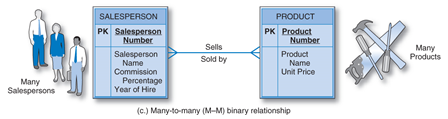 SALESPERSON
PK Salesperson
Number
Salesperson
Name
Commission
Percentage
Year of Hire
Many
Salespersons
Sells
Sold by
PRODUCT
PK Product
Number
Product
Name
Unit Price
Many
Products
(c.) Many-to-many (M–M) binary relationship